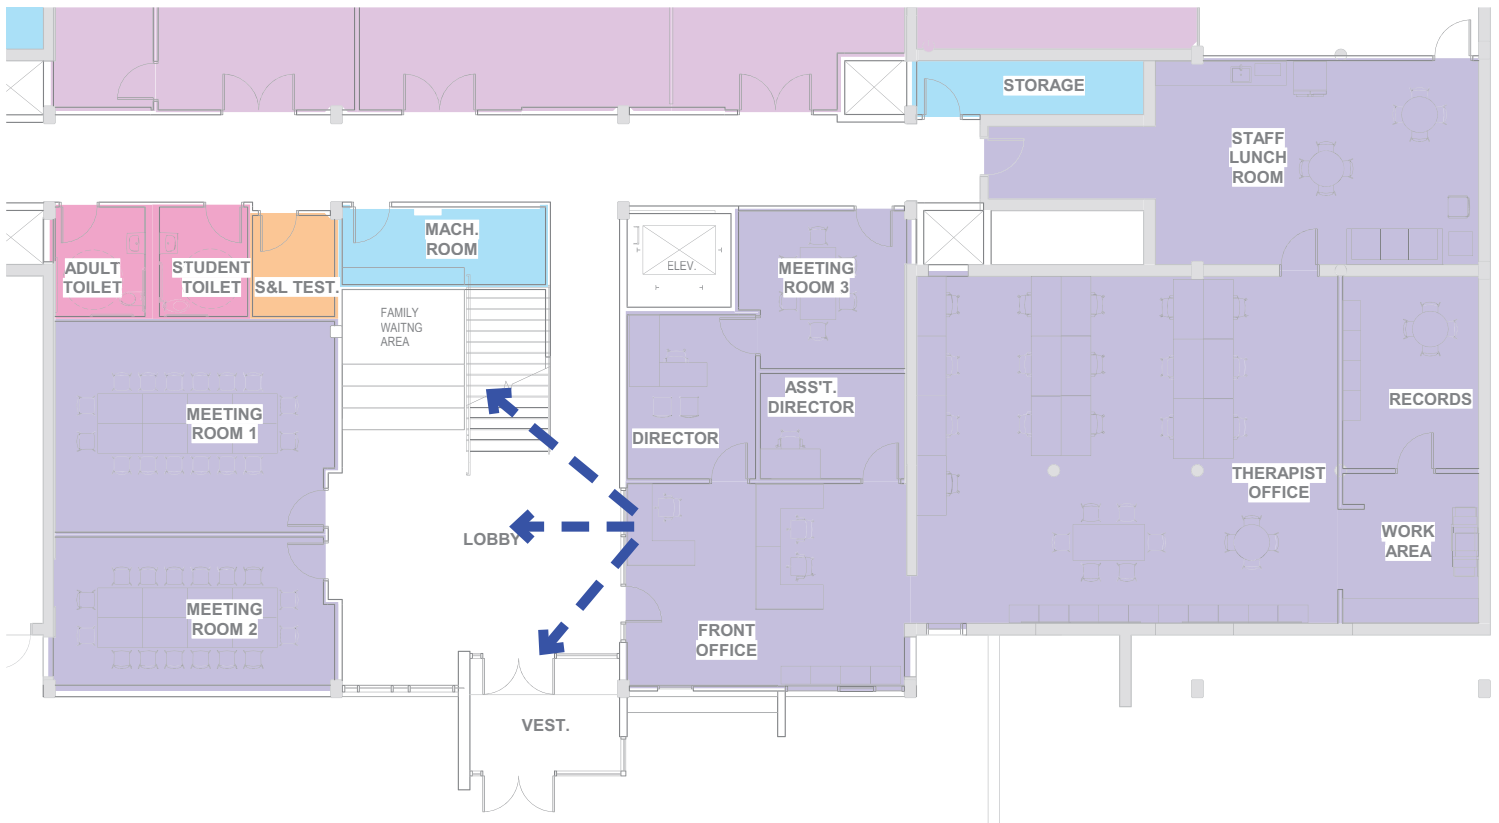 STORAGE
STAFF
LUNCH
ROOM
MACH.
ROOM
ADULT
TOILET
STUDENT
TOILET
S&L TEST.
ELEV.
MEETING
ROOM 3
FAMILY
WAITNG
AREA
ASS'T.
DIRECTOR
DIRECTOR
RECORDS
MEETING
ROOM 1
THERAPIST
OFFICE
LOBBY
WORK
AREA
MEETING
ROOM 2
FRONT
OFFICE
VEST.